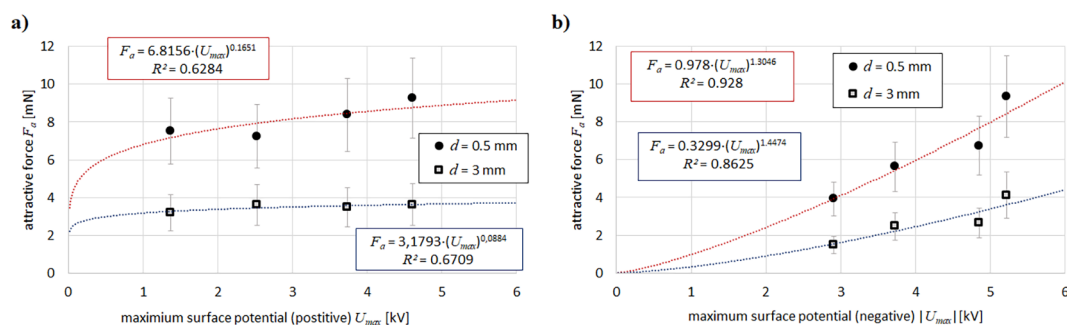 a)
12
10
8
6
4
2
0
attractive force Fₐ [mN]
Fₐ = 6.8156·(Uₘₐₓ)^0.1651
R² = 0.6284
d = 0.5 mm
d = 3 mm
Fₐ = 3,1793·(Uₘₐₓ)^0,0884
R² = 0.6709
0 1 2 3 4 5 6
maximium surface potential (postitive) Uₘₐₓ [kV]
b)
12
10
8
6
4
2
0
attractive force Fₐ [mN]
Fₐ = 0.978·(Uₘₐₓ)^1.3046
R² = 0.928
d = 0.5 mm
d = 3 mm
Fₐ = 0.3299·(Uₘₐₓ)^1.4474
R² = 0.8625
0 1 2 3 4 5 6
maximum surface potential (negative) |Uₘₐₓ| [kV]